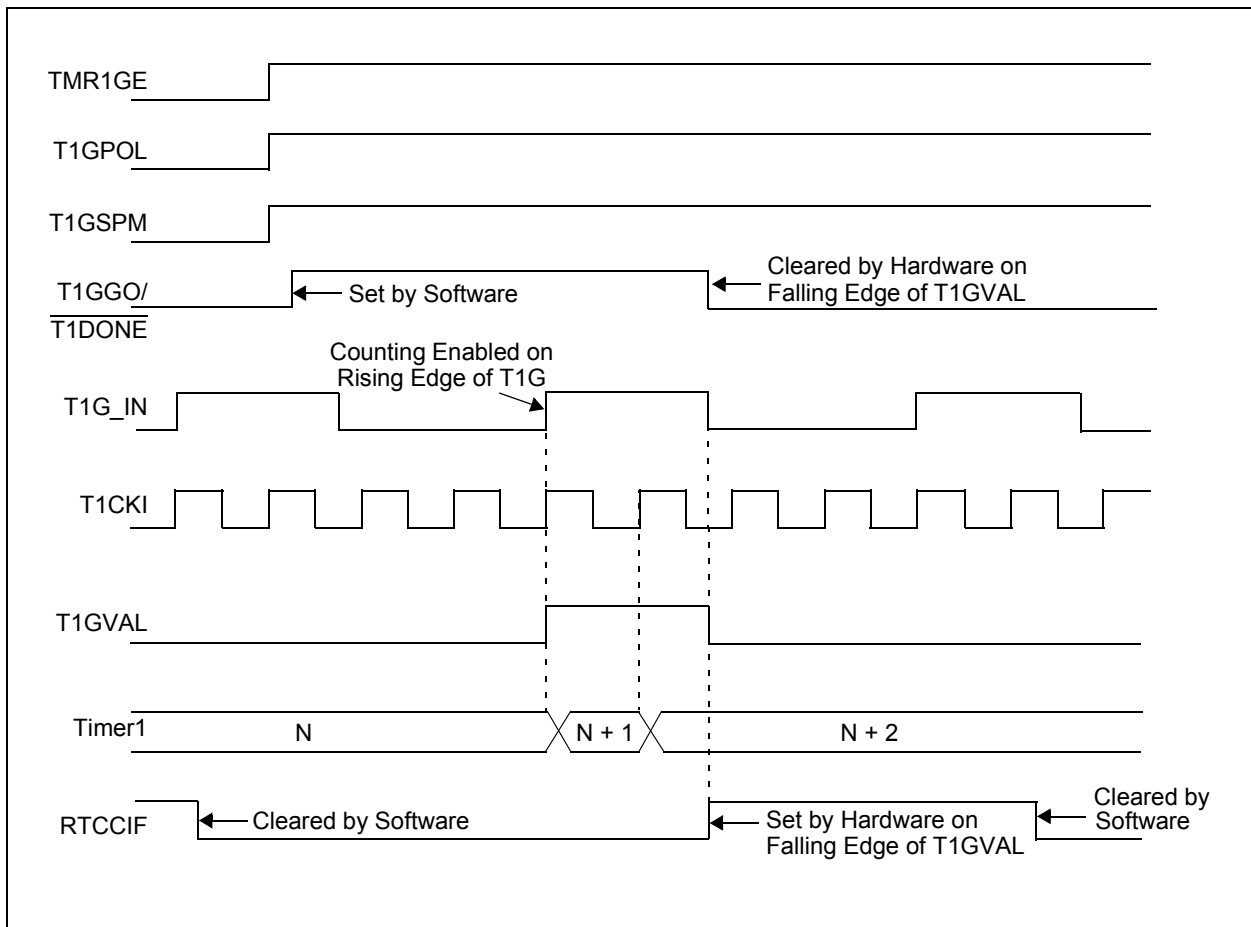 TMR1GE
T1GPOL
T1GSPM
T1GGO/
T1DONE
Set by Software
Cleared by Hardware on
Falling Edge of T1GVAL
Counting Enabled on
Rising Edge of T1G
T1G_IN
T1CKI
T1GVAL
Timer1
N
N + 1
N + 2
RTCCIF
Cleared by Software
Set by Hardware on
Falling Edge of T1GVAL
Cleared by
Software